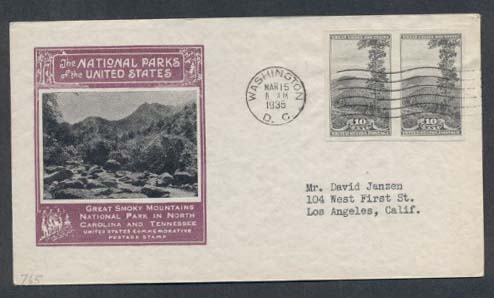 The NATIONAL PARKS
of the UNITED STATES
GREAT SMOKY MOUNTAINS
NATIONAL PARK IN NORTH
CAROLINA AND TENNESSEE
UNITED STATES COMMEMORATIVE
POSTAGE STAMP
WASHINGTON
MAR 15
1935
D. C.
10 10
Mr. David Janzen
104 West First St.
Los Angeles, Calif.
765